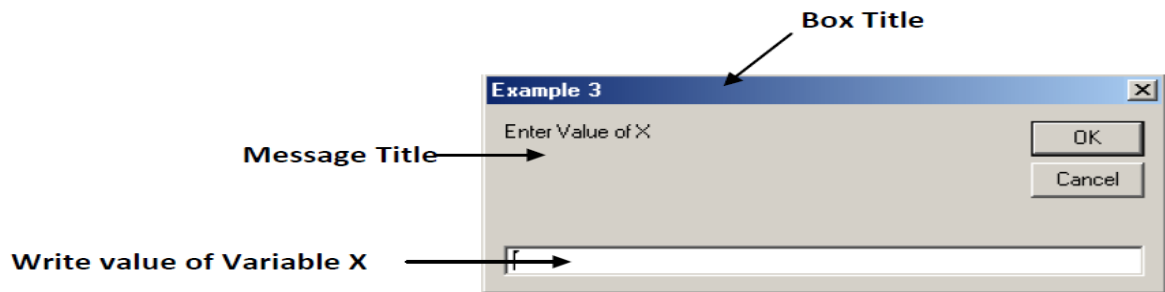 Box Title
Example 3
Enter Value of X
OK
Message Title
Cancel
Write value of Variable X